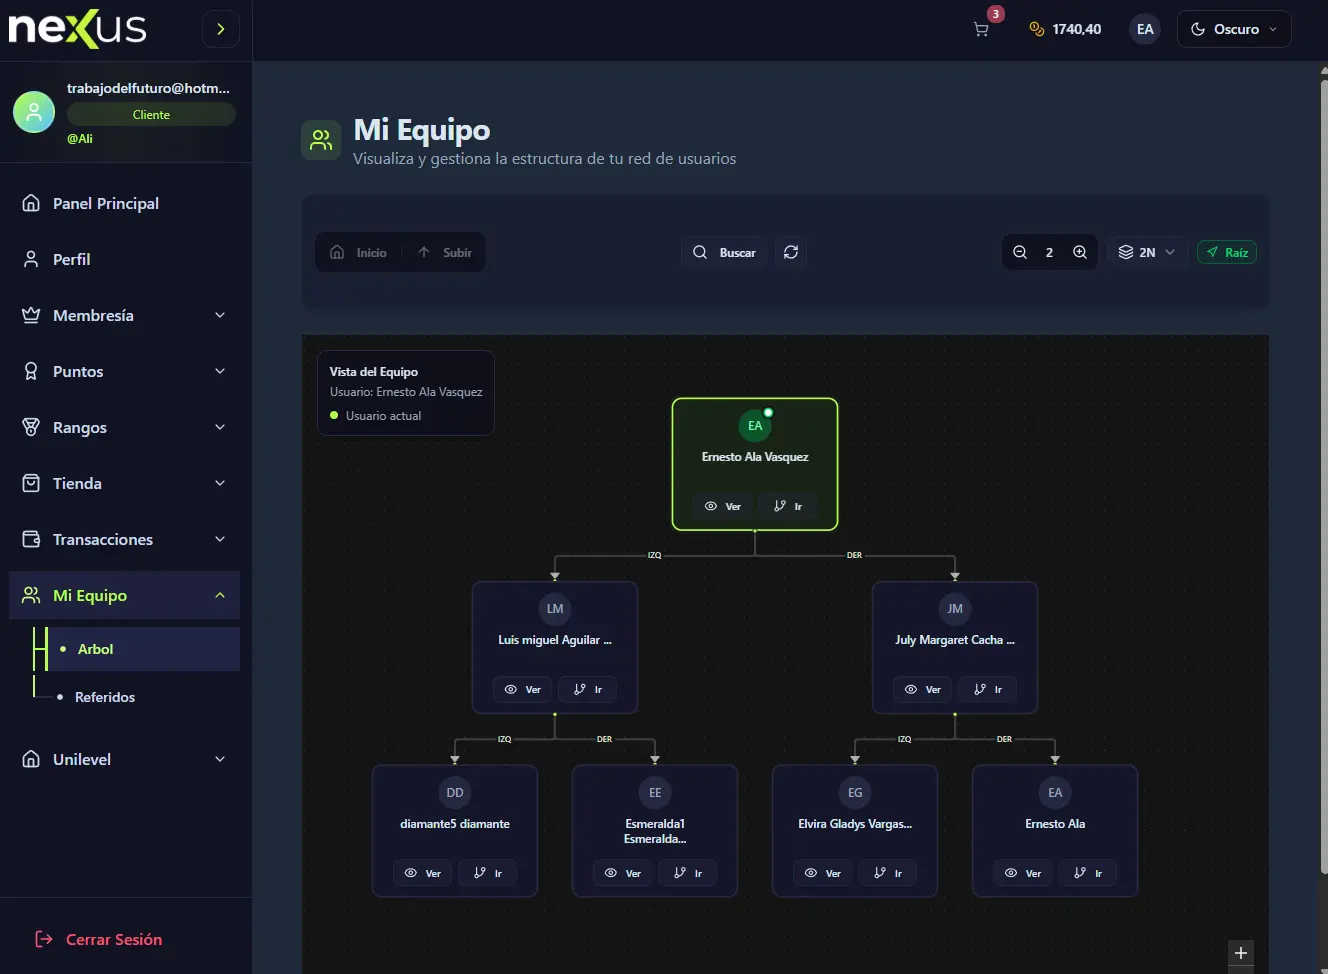 nexus
3
1740,40
EA
Oscuro
trabajodelfuturo@hotm...
Cliente
@Ali
Panel Principal
Perfil
Membresía
Puntos
Rangos
Tienda
Transacciones
Mi Equipo
Arbol
Referidos
Unilevel
Cerrar Sesión
Mi Equipo
Visualiza y gestiona la estructura de tu red de usuarios
Inicio
Subir
Buscar
2
2N
Raíz
Vista del Equipo
Usuario: Ernesto Ala Vasquez
Usuario actual
EA
Ernesto Ala Vasquez
Ver
Ir
IZQ
DER
LM
Luis miguel Aguilar ...
Ver
Ir
JM
July Margaret Cacha ...
Ver
Ir
IZQ
DER
IZQ
DER
DD
diamante5 diamante
Ver
Ir
EE
Esmeralda1
Esmeralda...
Ver
Ir
EG
Elvira Gladys Vargas...
Ver
Ir
EA
Ernesto Ala
Ver
Ir